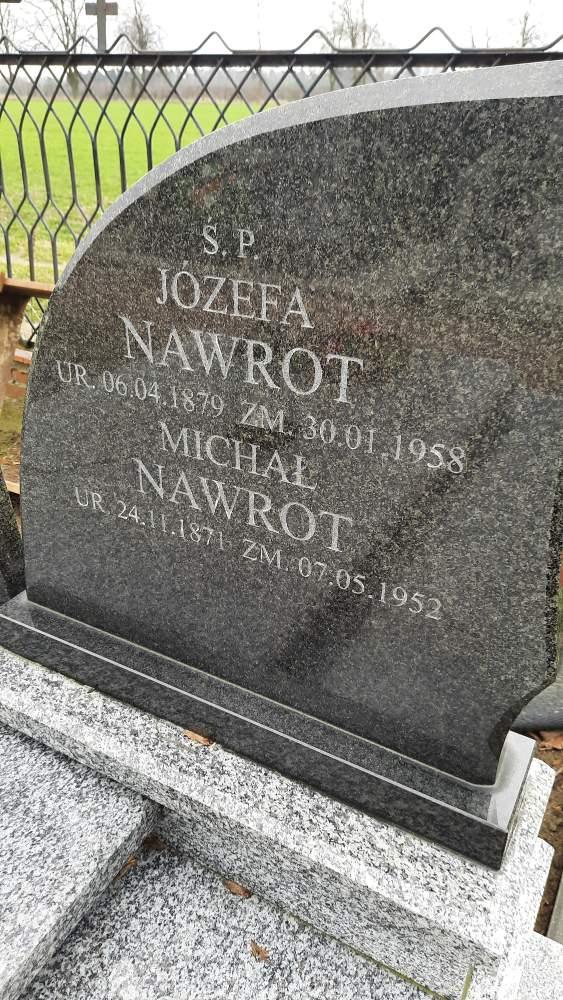 Ś. P.
JÓZEFA
NAWROT
UR. 06.04.1879 ZM. 30.01.1958
MICHAŁ
NAWROT
UR. 24.11.1871 ZM. 07.05.1952